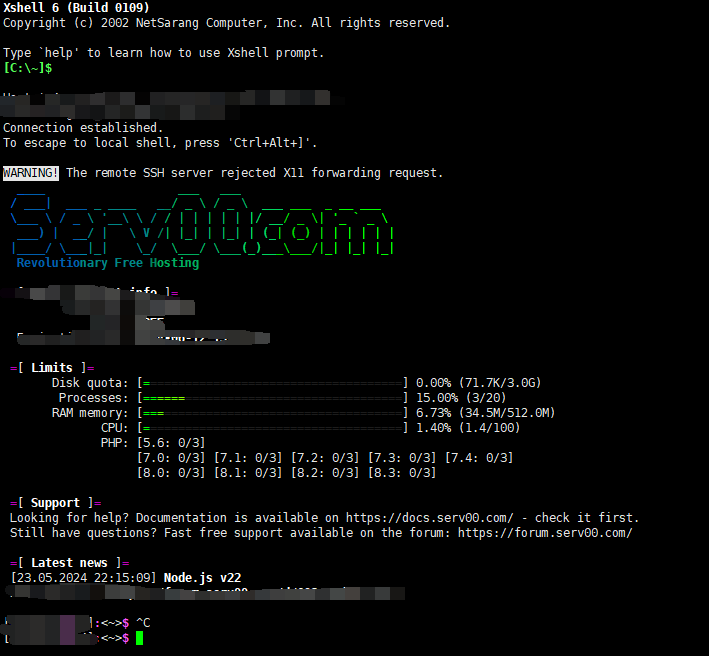 Xshell 6 (Build 0109)
Copyright (c) 2002 NetSarang Computer, Inc. All rights reserved.
Type `help' to learn how to use Xshell prompt.
[C:\~]$
Connection established.
To escape to local shell, press 'Ctrl+Alt+]'.
WARNING! The remote SSH server rejected X11 forwarding request.
Serv00.com
Revolutionary Free Hosting
info ]=
=[ Limits ]=
Disk quota: [= ] 0.00% (71.7K/3.0G)
Processes: [====== ] 15.00% (3/20)
RAM memory: [=== ] 6.73% (34.5M/512.0M)
CPU: [= ] 1.40% (1.4/100)
PHP: [5.6: 0/3]
[7.0: 0/3] [7.1: 0/3] [7.2: 0/3] [7.3: 0/3] [7.4: 0/3]
[8.0: 0/3] [8.1: 0/3] [8.2: 0/3] [8.3: 0/3]
=[ Support ]=
Looking for help? Documentation is available on https://docs.serv00.com/ - check it first.
Still have questions? Fast free support available on the forum: https://forum.serv00.com/
=[ Latest news ]=
[23.05.2024 22:15:09] Node.js v22
]:<~>$ ^C
]:<~>$